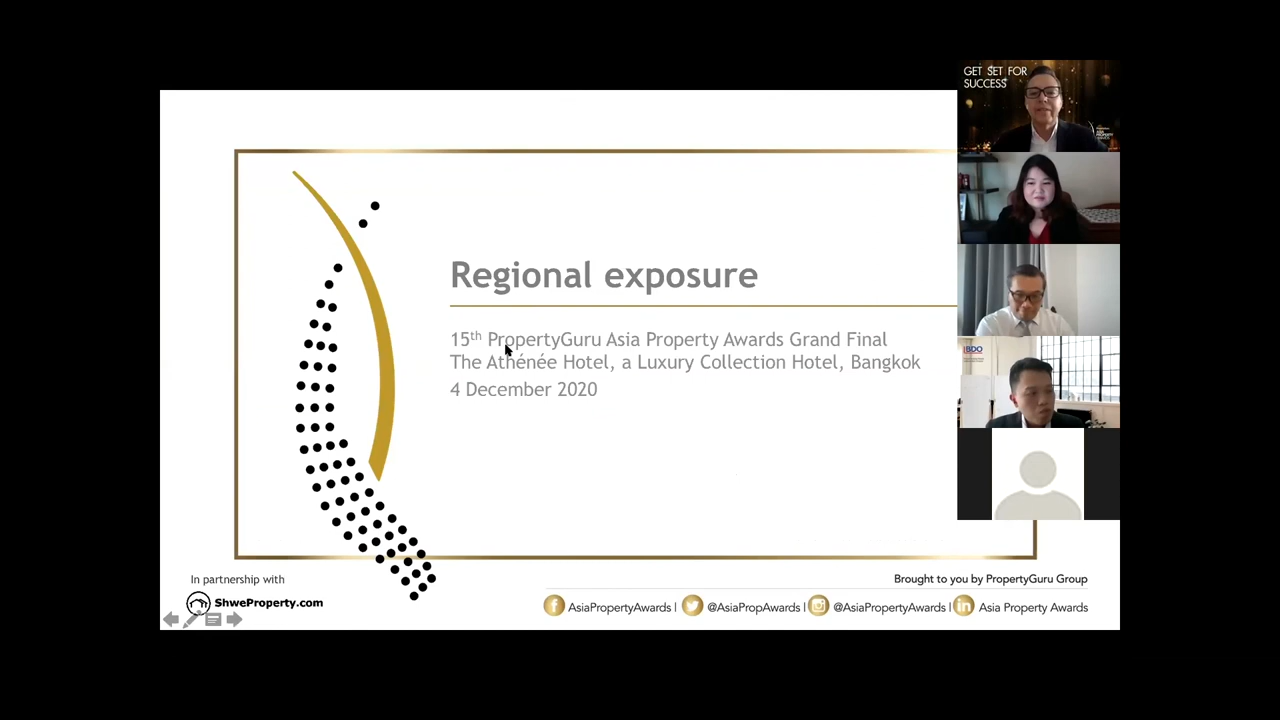 GET SET FOR
SUCCESS
BDO
Regional exposure
15th PropertyGuru Asia Property Awards Grand Final
The Athénée Hotel, a Luxury Collection Hotel, Bangkok
4 December 2020
In partnership with
ShweProperty.com
Brought to you by PropertyGuru Group
AsiaPropertyAwards |
@AsiaPropAwards |
@AsiaPropertyAwards |
Asia Property Awards